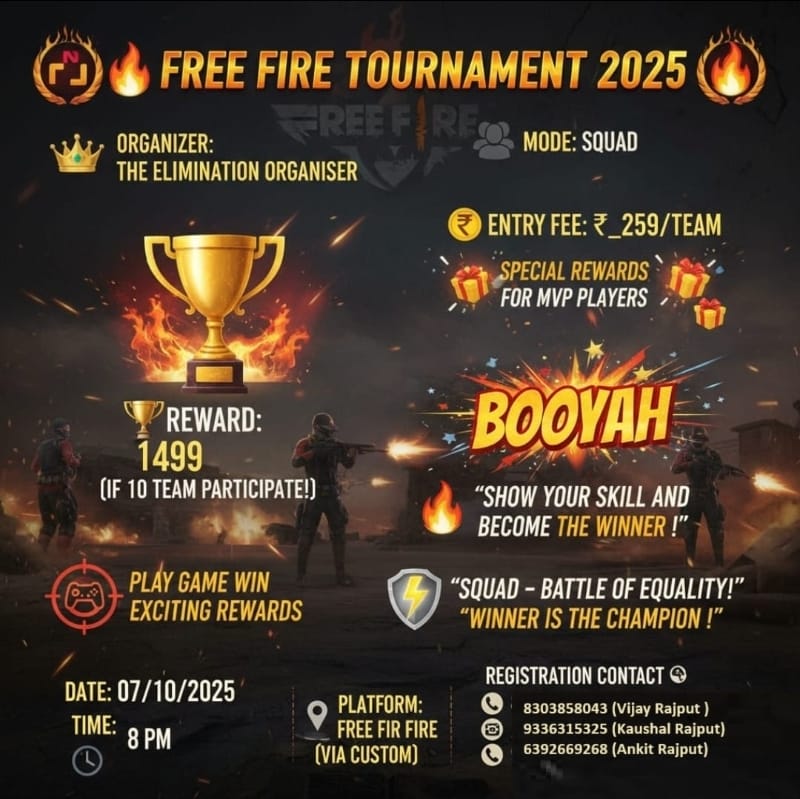 FREE FIRE TOURNAMENT 2025
FREE FIRE
ORGANIZER:
THE ELIMINATION ORGANISER
MODE: SQUAD
ENTRY FEE: ₹_259/TEAM
SPECIAL REWARDS
FOR MVP PLAYERS
REWARD:
1499
(IF 10 TEAM PARTICIPATE!)
BOOYAH
“SHOW YOUR SKILL AND
BECOME THE WINNER !”
PLAY GAME WIN
EXCITING REWARDS
“SQUAD – BATTLE OF EQUALITY!”
“WINNER IS THE CHAMPION !”
DATE: 07/10/2025
TIME:
8 PM
PLATFORM:
FREE FIR FIRE
(VIA CUSTOM)
REGISTRATION CONTACT
8303858043 (Vijay Rajput )
9336315325 (Kaushal Rajput)
6392669268 (Ankit Rajput)